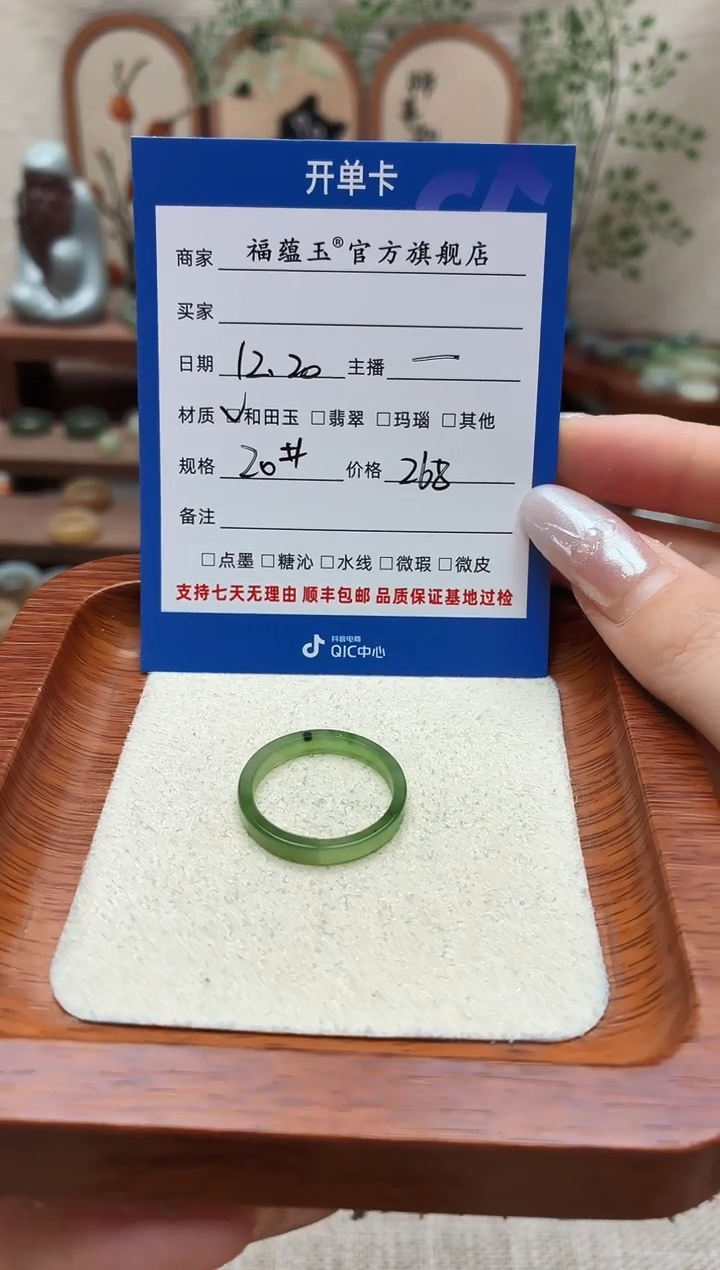 开单卡
商家 福蕴玉®官方旗舰店
买家
日期 12.20 主播 一
材质 ☑和田玉 □翡翠 □玛瑙 □其他
规格 20# 价格 268
备注
□点墨 □糖沁 □水线 □微瑕 □微皮
支持七天无理由 顺丰包邮 品质保证基地过检
抖音电商
QIC中心